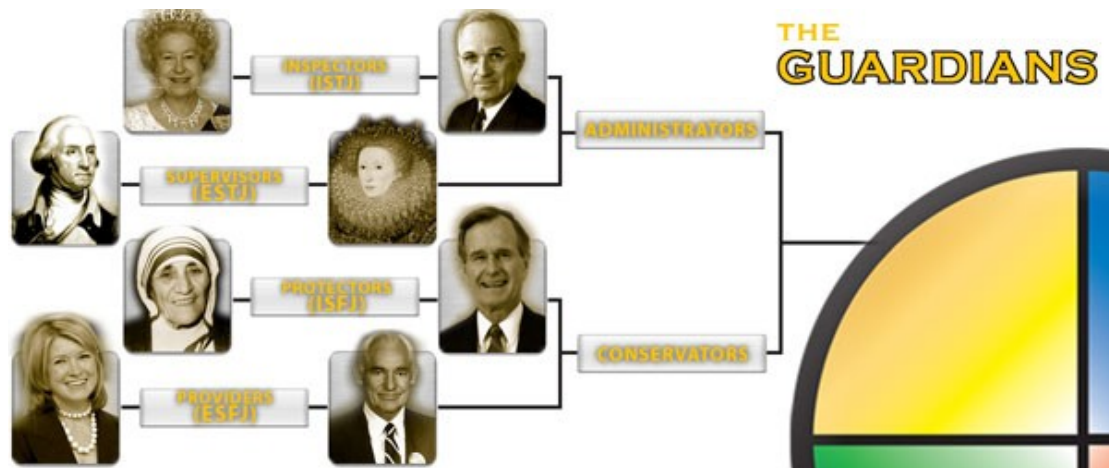 THE
GUARDIANS
INSPECTORS
(ISTJ)
ADMINISTRATORS
SUPERVISORS
(ESTJ)
PROTECTORS
(ISFJ)
CONSERVATORS
PROVIDERS
(ESFJ)